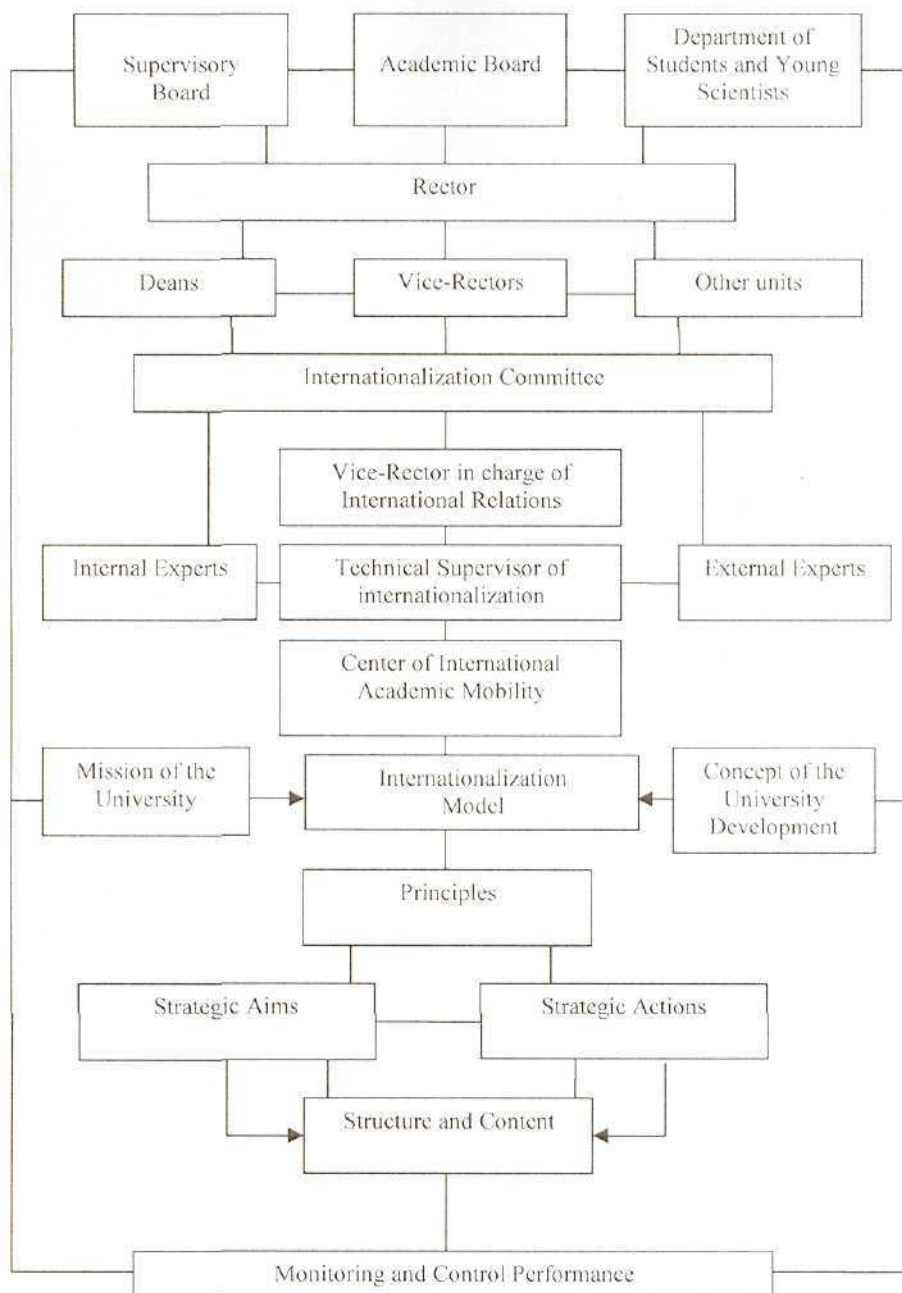 Supervisory
Board
Academic Board
Department of
Students and Young
Scientists
Rector
Deans
Vice-Rectors
Other units
Internationalization Committee
Vice-Rector in charge of
International Relations
Internal Experts
Technical Supervisor of
internationalization
External Experts
Center of International
Academic Mobility
Mission of the
University
Internationalization
Model
Concept of the
University
Development
Principles
Strategic Aims
Strategic Actions
Structure and Content
Monitoring and Control Performance